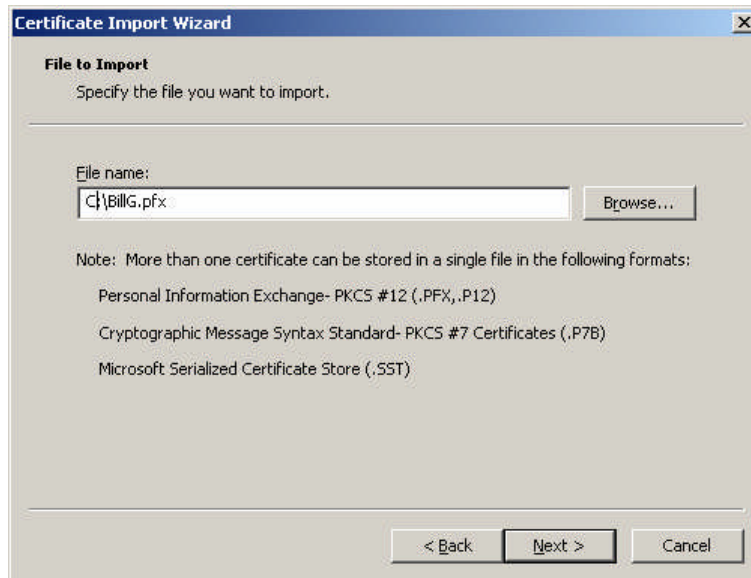 Certificate Import Wizard
File to Import
Specify the file you want to import.
File name:
C:\BillG.pfx
Browse...
Note: More than one certificate can be stored in a single file in the following formats:
Personal Information Exchange- PKCS #12 (.PFX,.P12)
Cryptographic Message Syntax Standard- PKCS #7 Certificates (.P7B)
Microsoft Serialized Certificate Store (.SST)
< Back
Next >
Cancel